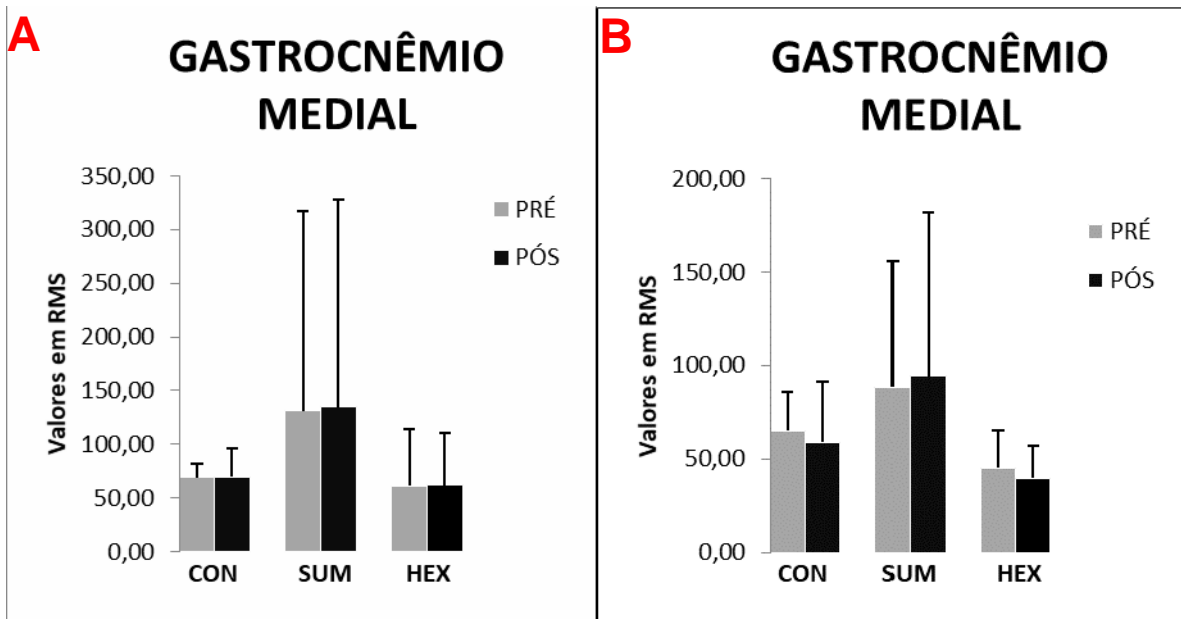 A
GASTROCNÊMIO
MEDIAL
350,00
300,00
250,00
200,00
150,00
100,00
50,00
0,00
Valores em RMS
PRÉ
PÓS
CON SUM HEX
B
GASTROCNÊMIO
MEDIAL
200,00
150,00
100,00
50,00
0,00
Valores em RMS
PRÉ
PÓS
CON SUM HEX